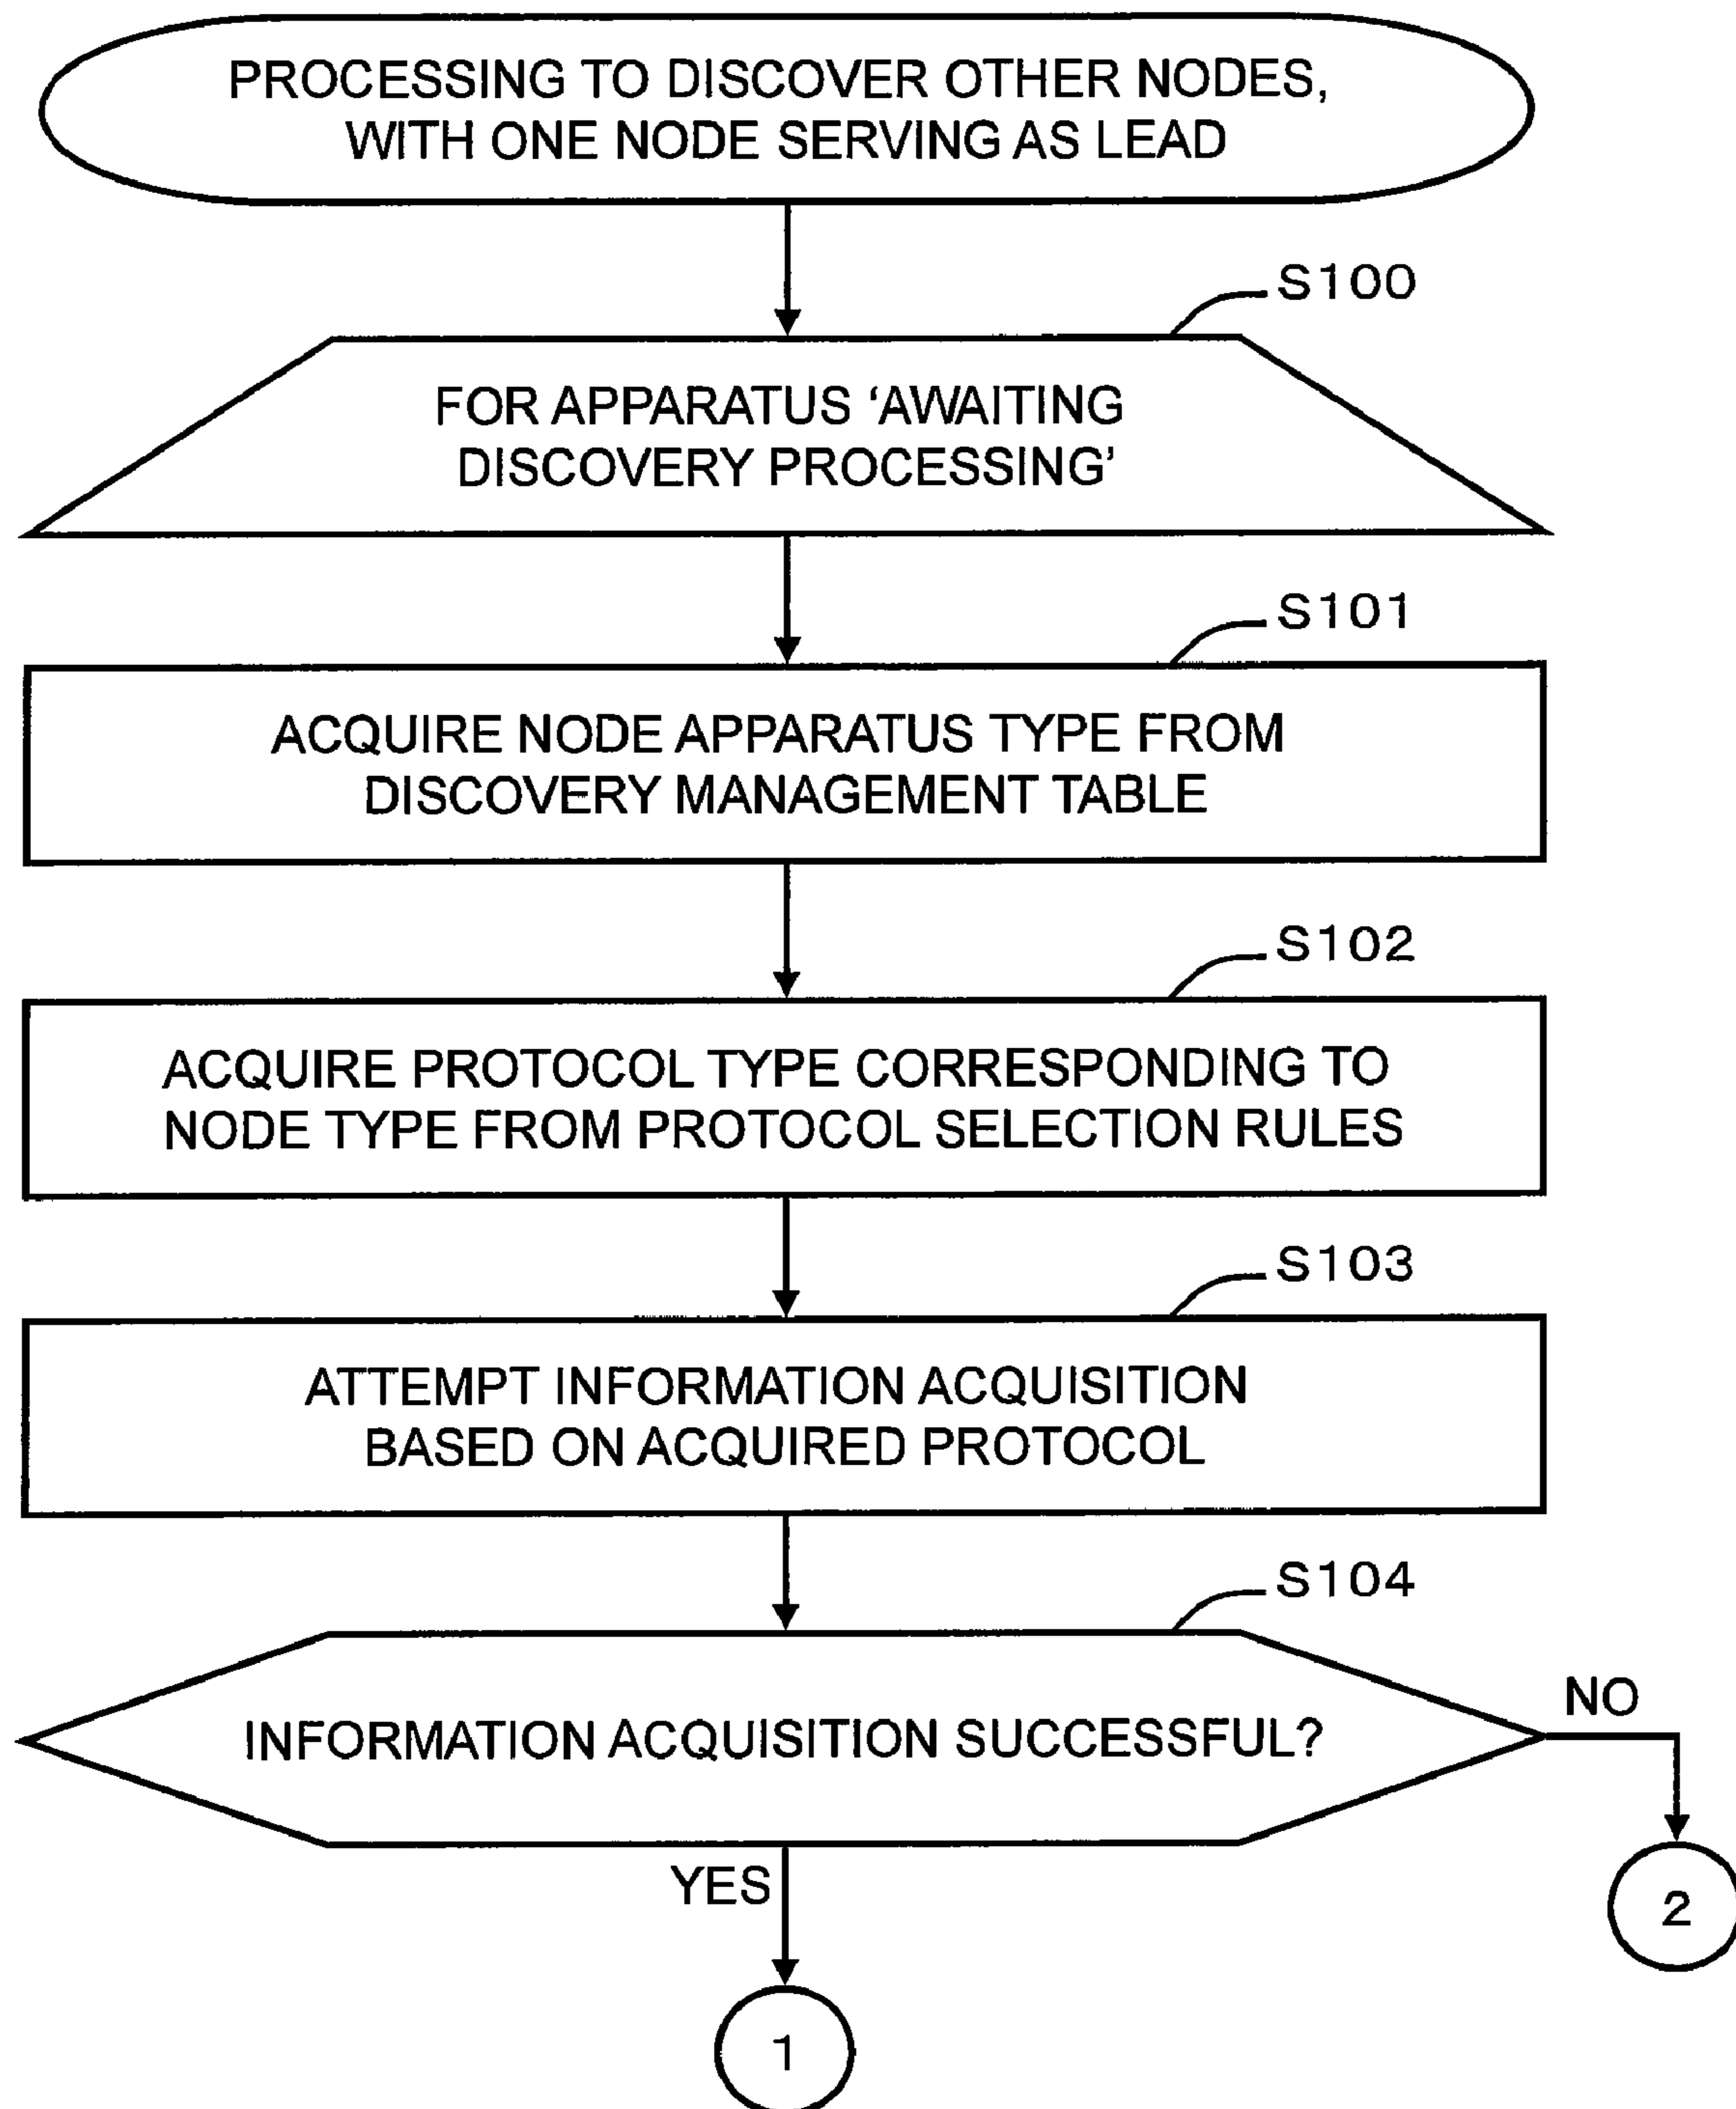 PROCESSING TO DISCOVER OTHER NODES,
WITH ONE NODE SERVING AS LEAD
S100
FOR APPARATUS ‘AWAITING
DISCOVERY PROCESSING’
S101
ACQUIRE NODE APPARATUS TYPE FROM
DISCOVERY MANAGEMENT TABLE
S102
ACQUIRE PROTOCOL TYPE CORRESPONDING TO
NODE TYPE FROM PROTOCOL SELECTION RULES
S103
ATTEMPT INFORMATION ACQUISITION
BASED ON ACQUIRED PROTOCOL
S104
INFORMATION ACQUISITION SUCCESSFUL?
NO
YES
2
1